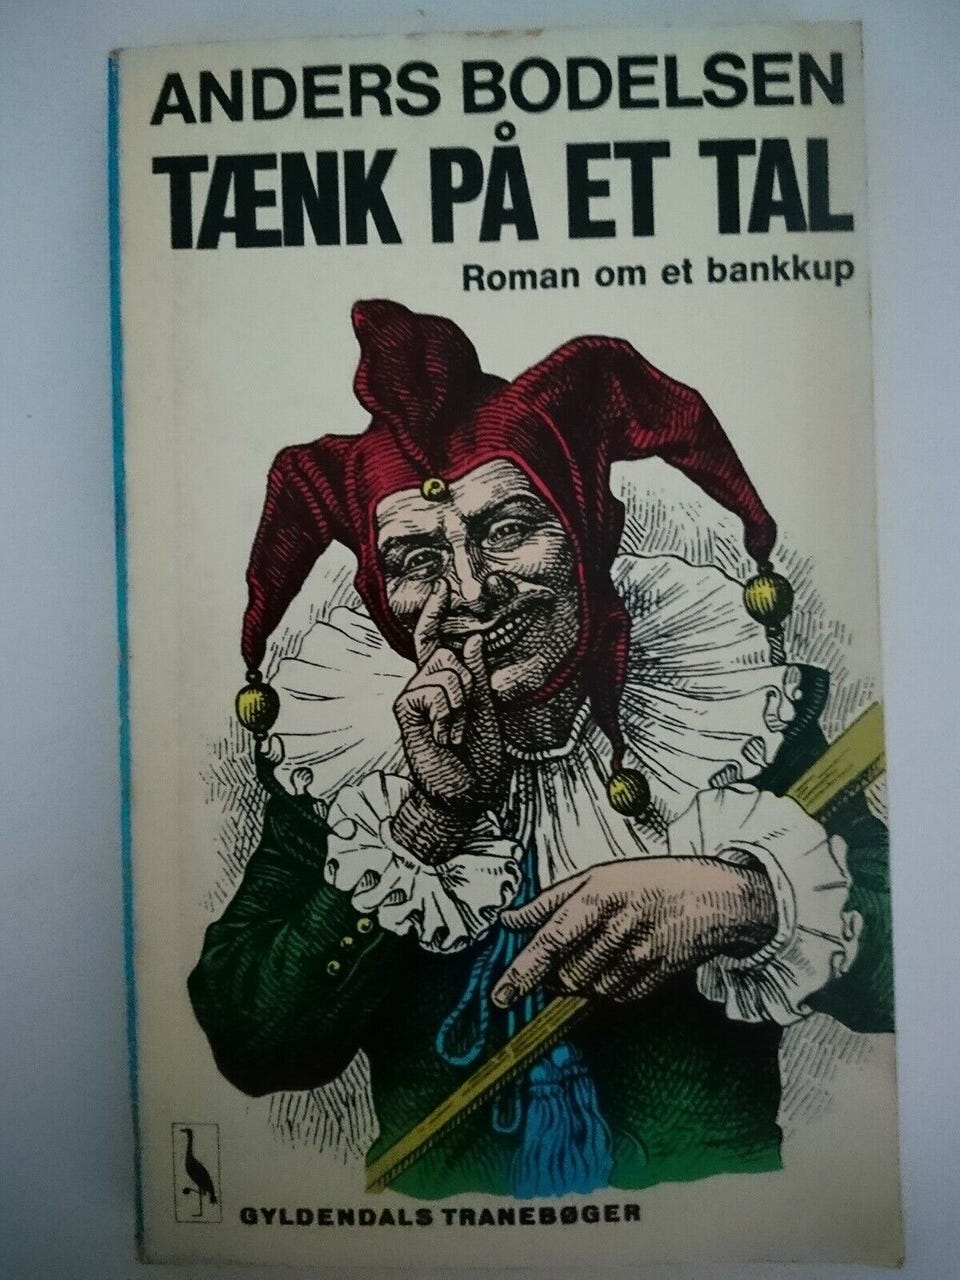 ANDERS BODELSEN
TÆNK PÅ ET TAL
Roman om et bankkup
GYLDENDALS TRANEBØGER